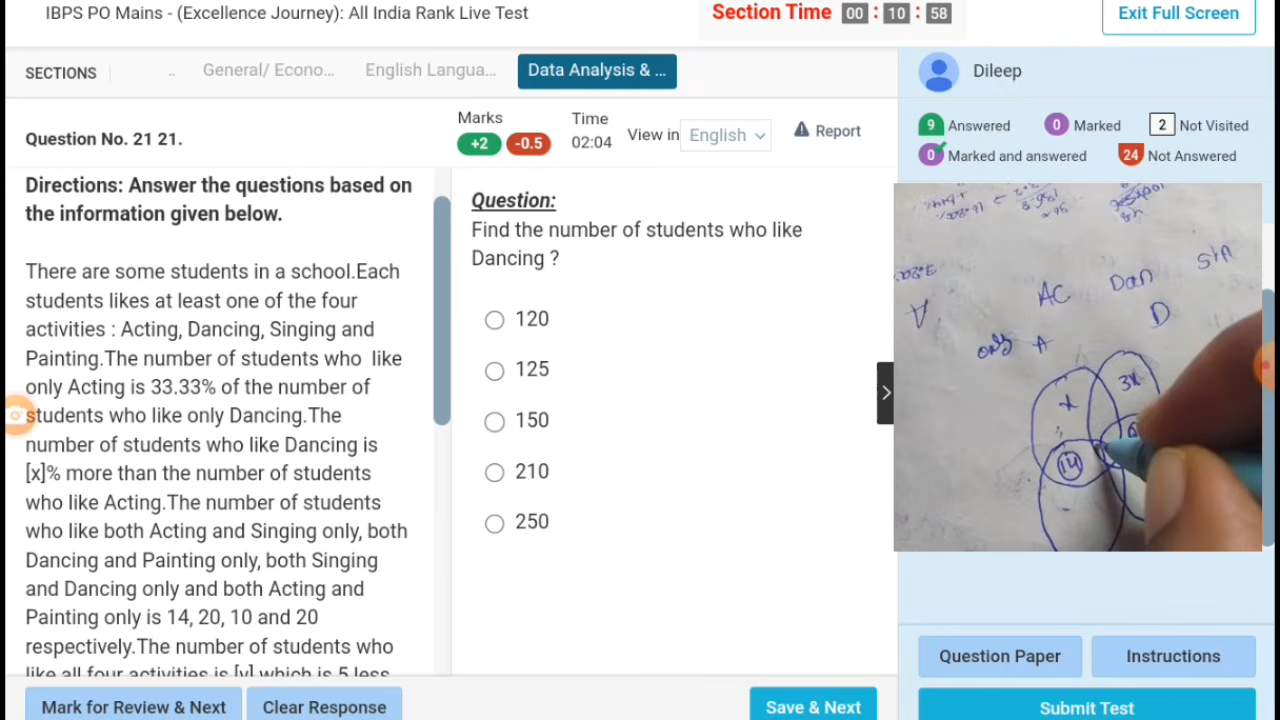 IBPS PO Mains - (Excellence Journey): All India Rank Live Test
Section Time 00 : 10 : 58
Exit Full Screen
SECTIONS
..
General/ Econo...
English Langua...
Data Analysis & ...
Dileep
Question No. 21 21.
Marks
+2 -0.5
Time
02:04
View in English
Report
9 Answered
0 Marked
2 Not Visited
0 Marked and answered
24 Not Answered
Directions: Answer the questions based on
the information given below.
There are some students in a school.Each
students likes at least one of the four
activities : Acting, Dancing, Singing and
Painting.The number of students who like
only Acting is 33.33% of the number of
students who like only Dancing.The
number of students who like Dancing is
[x]% more than the number of students
who like Acting.The number of students
who like both Acting and Singing only, both
Dancing and Painting only, both Singing
and Dancing only and both Acting and
Painting only is 14, 20, 10 and 20
respectively.The number of students who
like all four activities is [y] which is 5 less
Question:
Find the number of students who like
Dancing ?
120
125
150
210
250
AC
Dan
Sin
D
only A
x
3x
14
Mark for Review & Next
Clear Response
Save & Next
Question Paper
Instructions
Submit Test